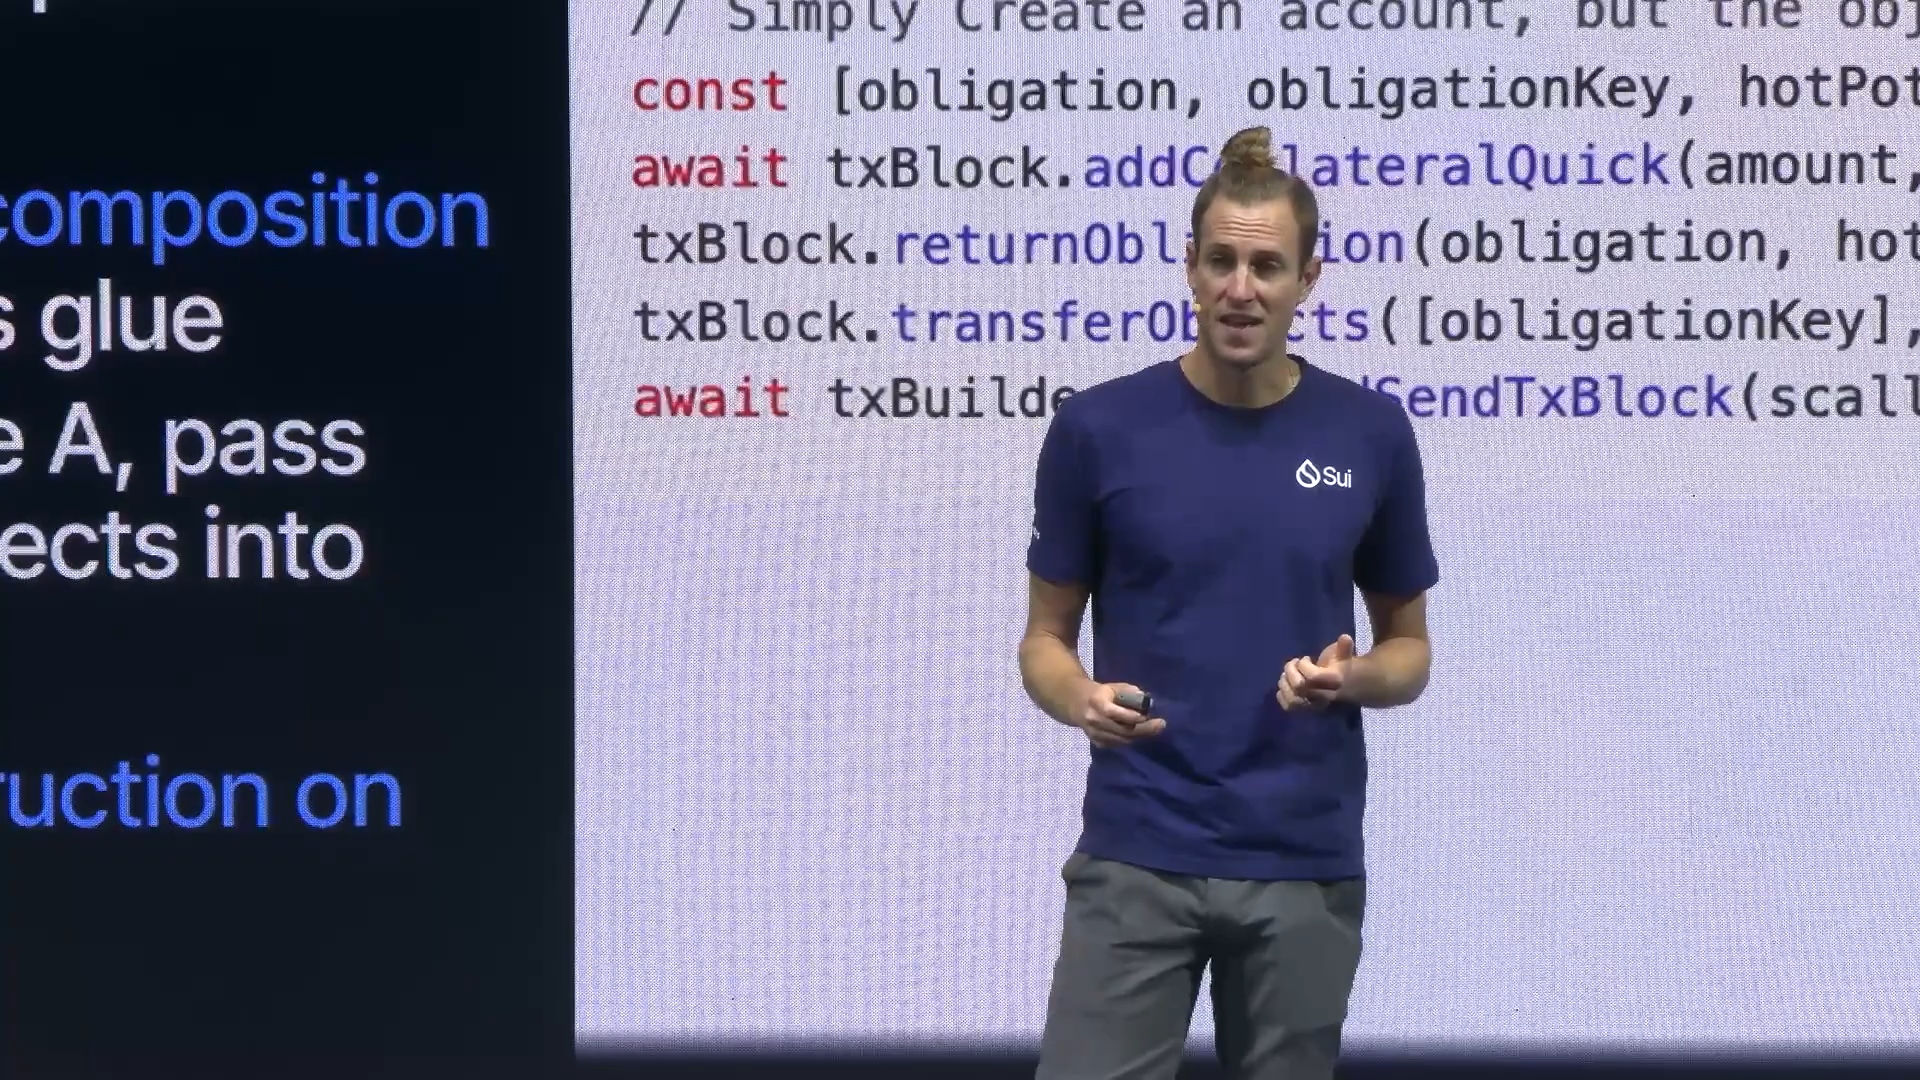 composition
s glue
e A, pass
ects into
ruction on
// Simply Create an account, but the obj
const [obligation, obligationKey, hotPot
await txBlock.addC lateralQuick(amount,
txBlock.returnObl ion(obligation, hot
txBlock.transferOb cts([obligationKey],
await txBuilde SendTxBlock(scall
Sui